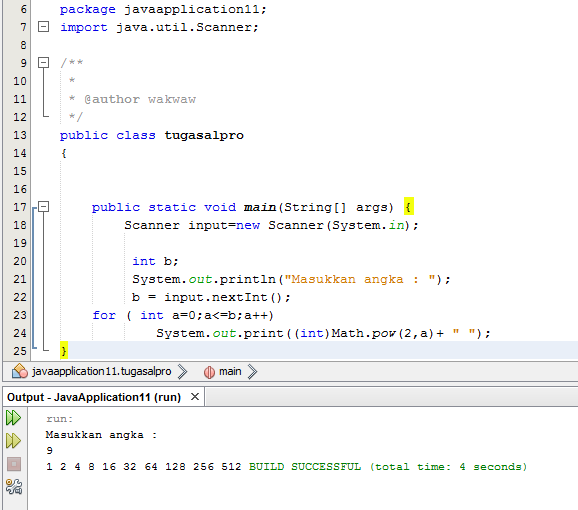 6 package javaapplication11;
7 import java.util.Scanner;
8
9 /**
10 *
11 * @author wakwaw
12 */
13 public class tugasalpro
14 {
15
16
17 public static void main(String[] args) {
18 Scanner input=new Scanner(System.in);
19
20 int b;
21 System.out.println("Masukkan angka : ");
22 b = input.nextInt();
23 for ( int a=0;a<=b;a++)
24 System.out.print((int)Math.pow(2,a)+ " ");
25 }
javaapplication11.tugasalpro main
Output - JavaApplication11 (run) ×
run:
Masukkan angka :
9
1 2 4 8 16 32 64 128 256 512 BUILD SUCCESSFUL (total time: 4 seconds)